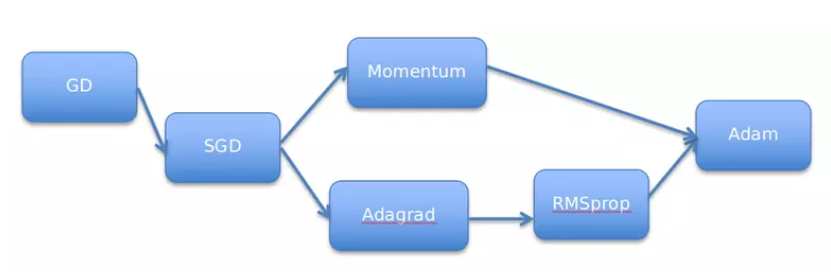 GD
SGD
Momentum
Adagrad
RMSprop
Adam